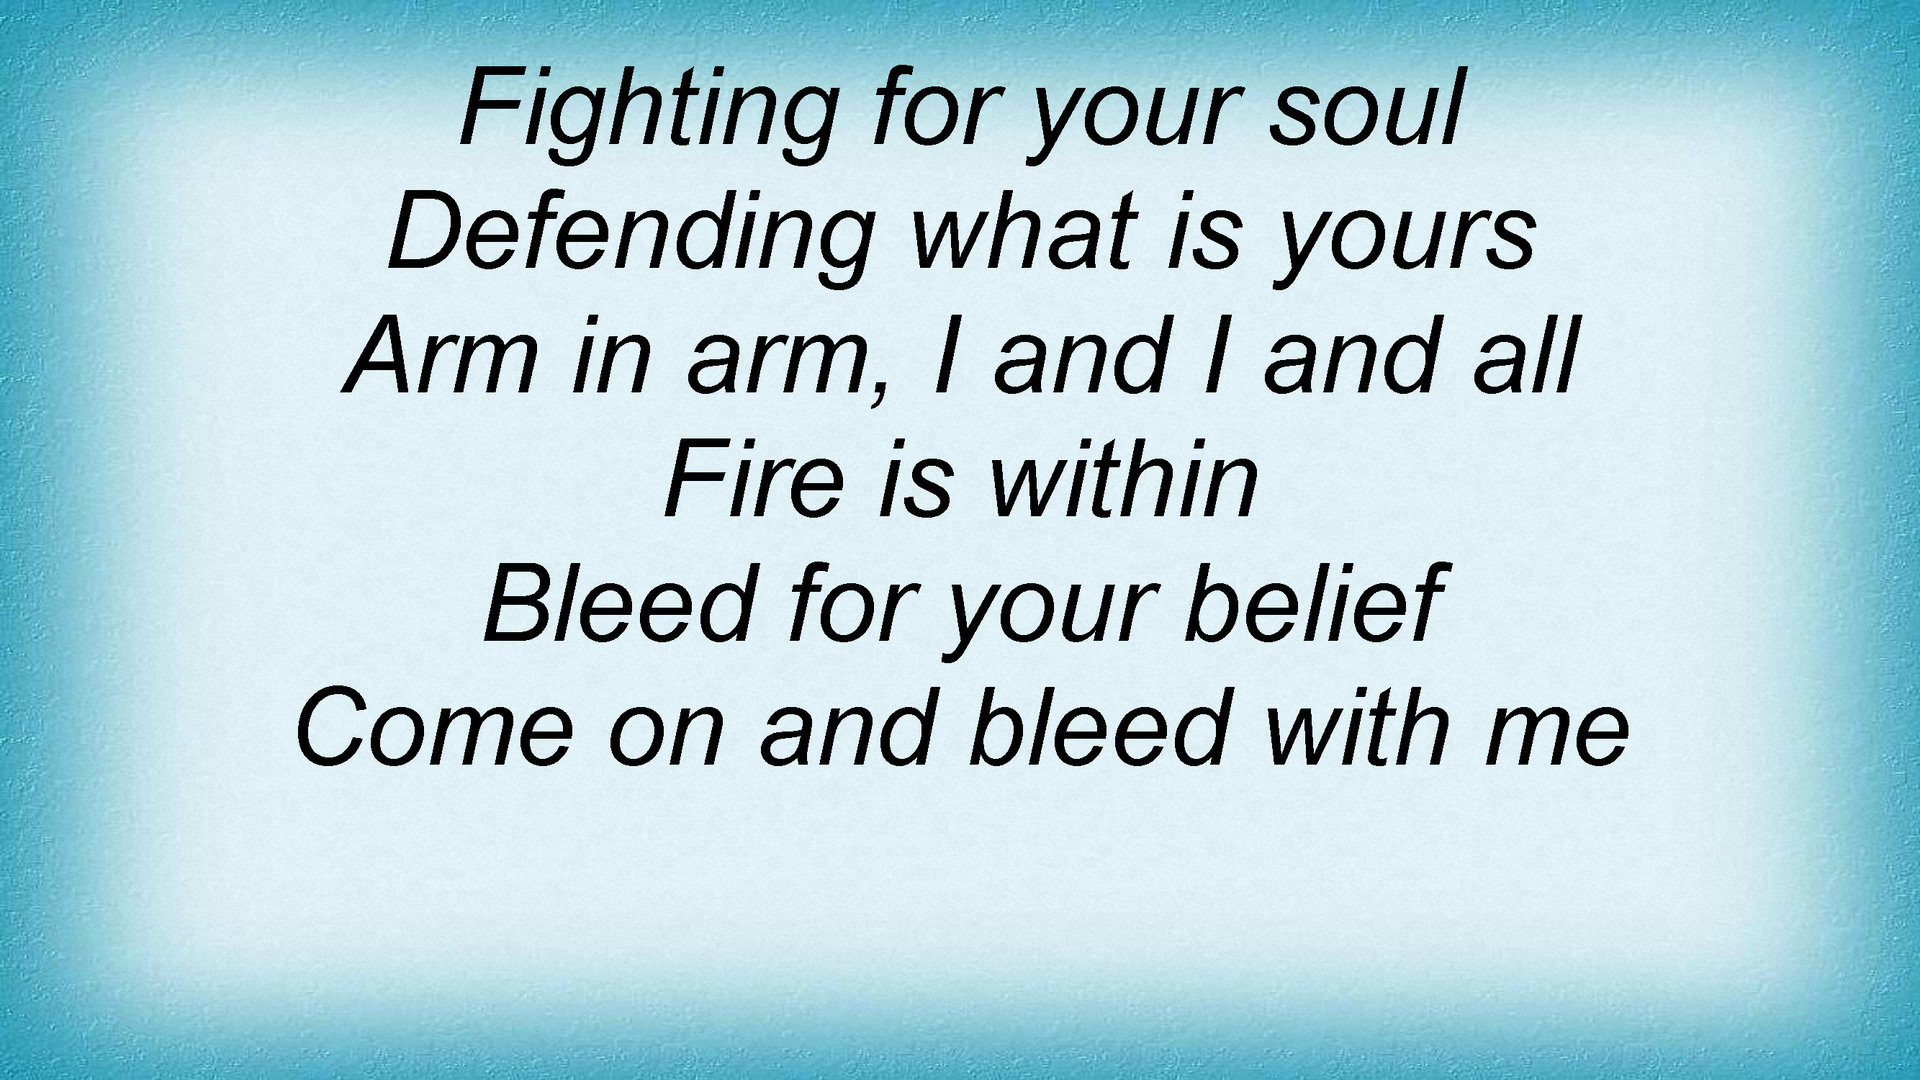 Fighting for your soul
Defending what is yours
Arm in arm, I and I and all
Fire is within
Bleed for your belief
Come on and bleed with me